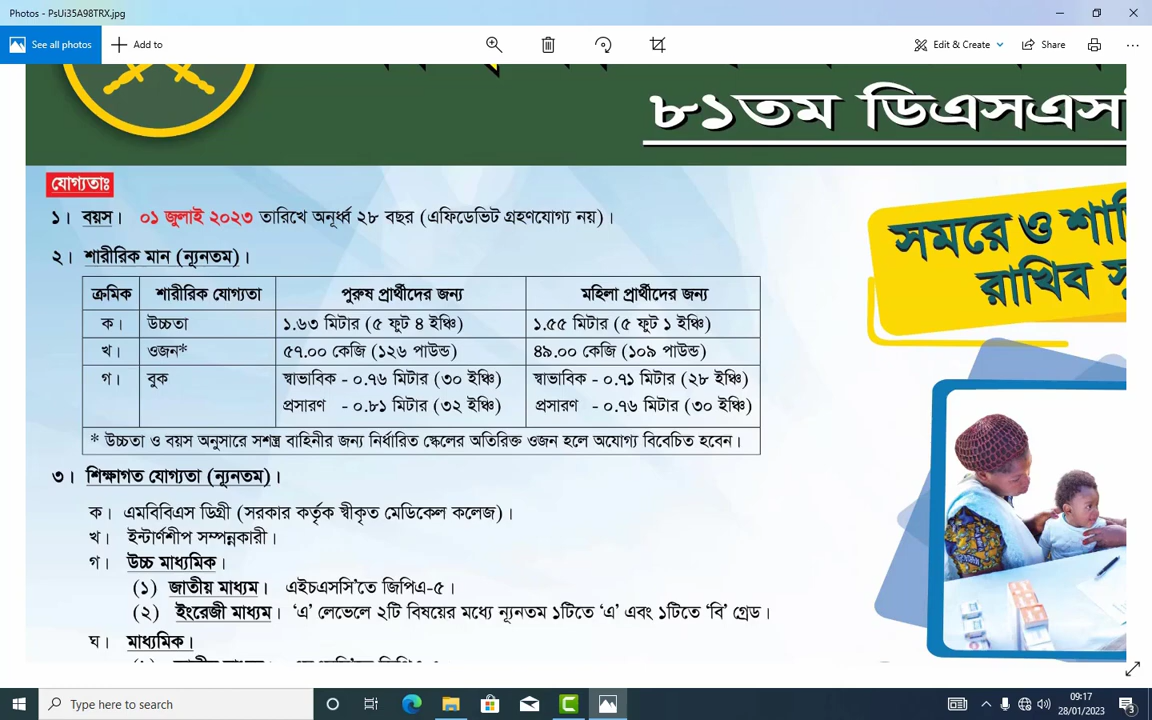 Photos - PsUi35A98TRX.jpg
See all photos
Add to
Edit & Create
Share
৮১তম ডিএসএস
যোগ্যতাঃ
১। বয়স। ০১ জুলাই ২০২৩ তারিখে অনূর্ধ্ব ২৮ বছর (এফিডেভিট গ্রহণযোগ্য নয়)।
২। শারীরিক মান (ন্যূনতম)।
ক্রমিক শারীরিক যোগ্যতা পুরুষ প্রার্থীদের জন্য মহিলা প্রার্থীদের জন্য
ক। উচ্চতা ১.৬৩ মিটার (৫ ফুট ৪ ইঞ্চি) ১.৫৫ মিটার (৫ ফুট ১ ইঞ্চি)
খ। ওজন* ৫৭.০০ কেজি (১২৬ পাউন্ড) ৪৯.০০ কেজি (১০৯ পাউন্ড)
গ। বুক স্বাভাবিক - ০.৭৬ মিটার (৩০ ইঞ্চি) স্বাভাবিক - ০.৭১ মিটার (২৮ ইঞ্চি)
প্রসারণ - ০.৮১ মিটার (৩২ ইঞ্চি) প্রসারণ - ০.৭৬ মিটার (৩০ ইঞ্চি)
* উচ্চতা ও বয়স অনুসারে সশস্ত্র বাহিনীর জন্য নির্ধারিত স্কেলের অতিরিক্ত ওজন হলে অযোগ্য বিবেচিত হবেন।
৩। শিক্ষাগত যোগ্যতা (ন্যূনতম)।
ক। এমবিবিএস ডিগ্রী (সরকার কর্তৃক স্বীকৃত মেডিকেল কলেজ)।
খ। ইন্টার্ণশীপ সম্পন্নকারী।
গ। উচ্চ মাধ্যমিক।
(১) জাতীয় মাধ্যম। এইচএসসি'তে জিপিএ-৫।
(২) ইংরেজী মাধ্যম। 'এ' লেভেলে ২টি বিষয়ের মধ্যে ন্যূনতম ১টিতে 'এ' এবং ১টিতে 'বি' গ্রেড।
ঘ। মাধ্যমিক।
সমরে ও
রাখিব
Type here to search
09:17
28/01/2023
3